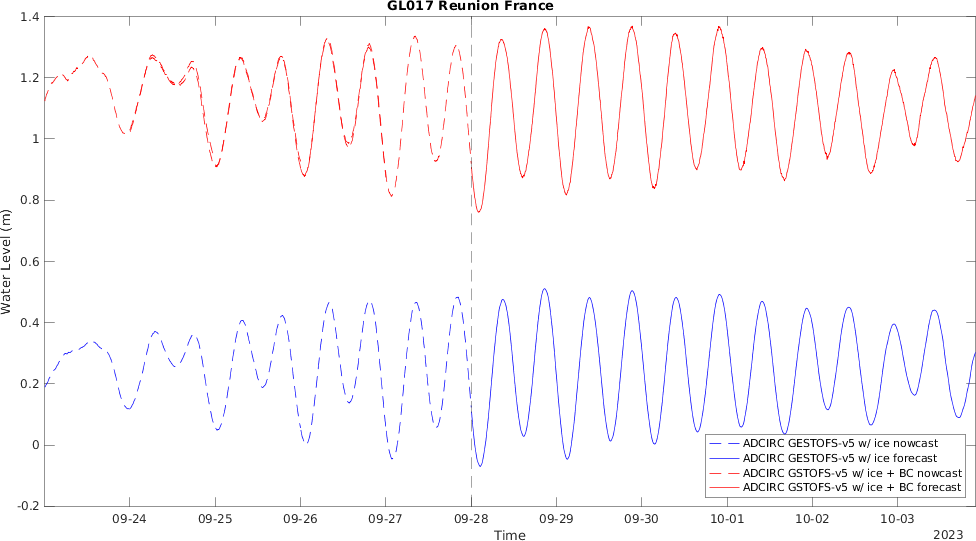 GL017 Reunion France
1.4
1.2
1
0.8
0.6
0.4
0.2
0
-0.2
Water Level (m)
ADCIRC GESTOFS-v5 w/ ice nowcast
ADCIRC GESTOFS-v5 w/ ice forecast
ADCIRC GSTOFS-v5 w/ ice + BC nowcast
ADCIRC GSTOFS-v5 w/ ice + BC forecast
09-24 09-25 09-26 09-27 09-28 09-29 09-30 10-01 10-02 10-03
Time
2023